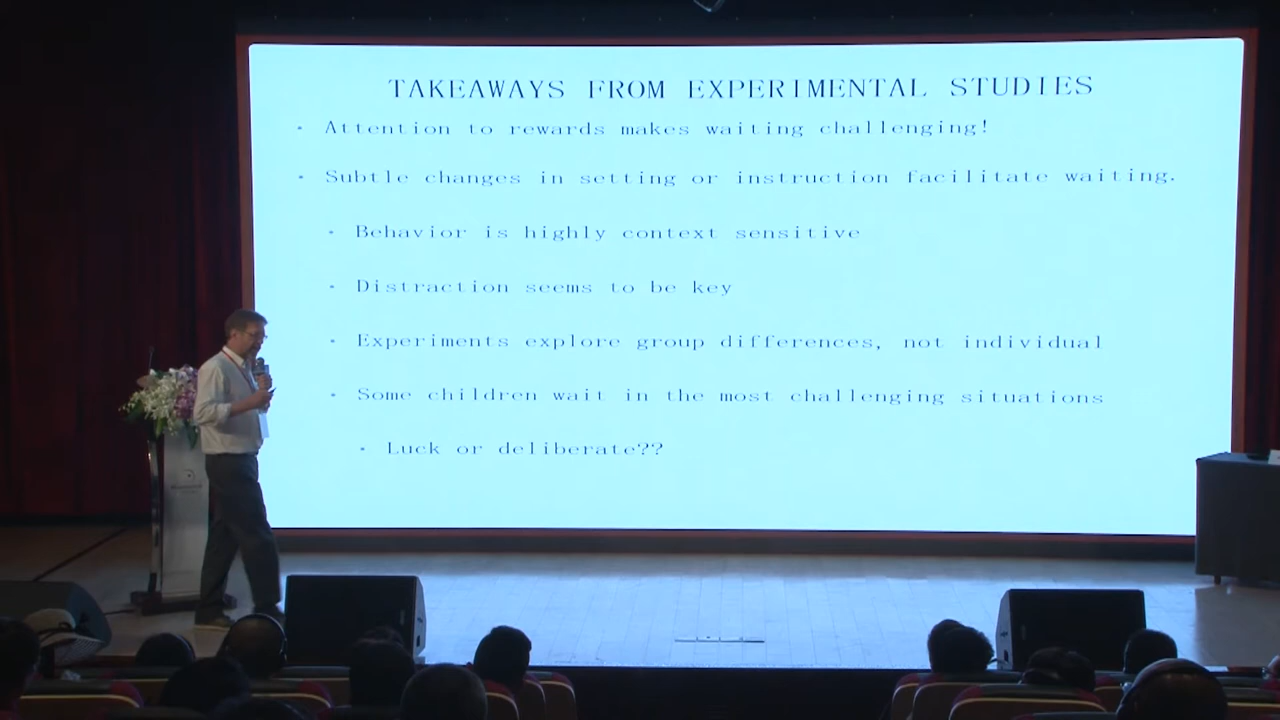 TAKEAWAYS FROM EXPERIMENTAL STUDIES
- Attention to rewards makes waiting challenging!
- Subtle changes in setting or instruction facilitate waiting.
- Behavior is highly context sensitive
- Distraction seems to be key
- Experiments explore group differences, not individual
- Some children wait in the most challenging situations
- Luck or deliberate??